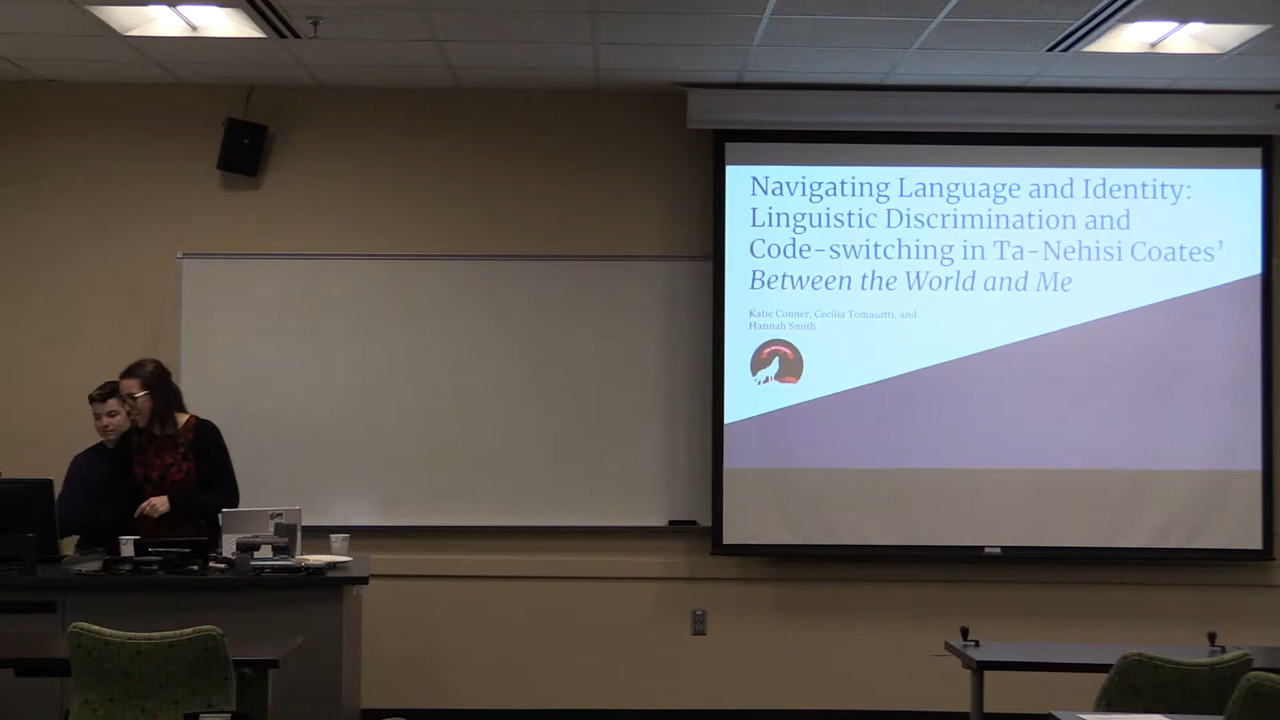 Navigating Language and Identity:
Linguistic Discrimination and
Code-switching in Ta-Nehisi Coates'
Between the World and Me
Katie Conner, Cecilia Tomasatti, and
Hannah Smith